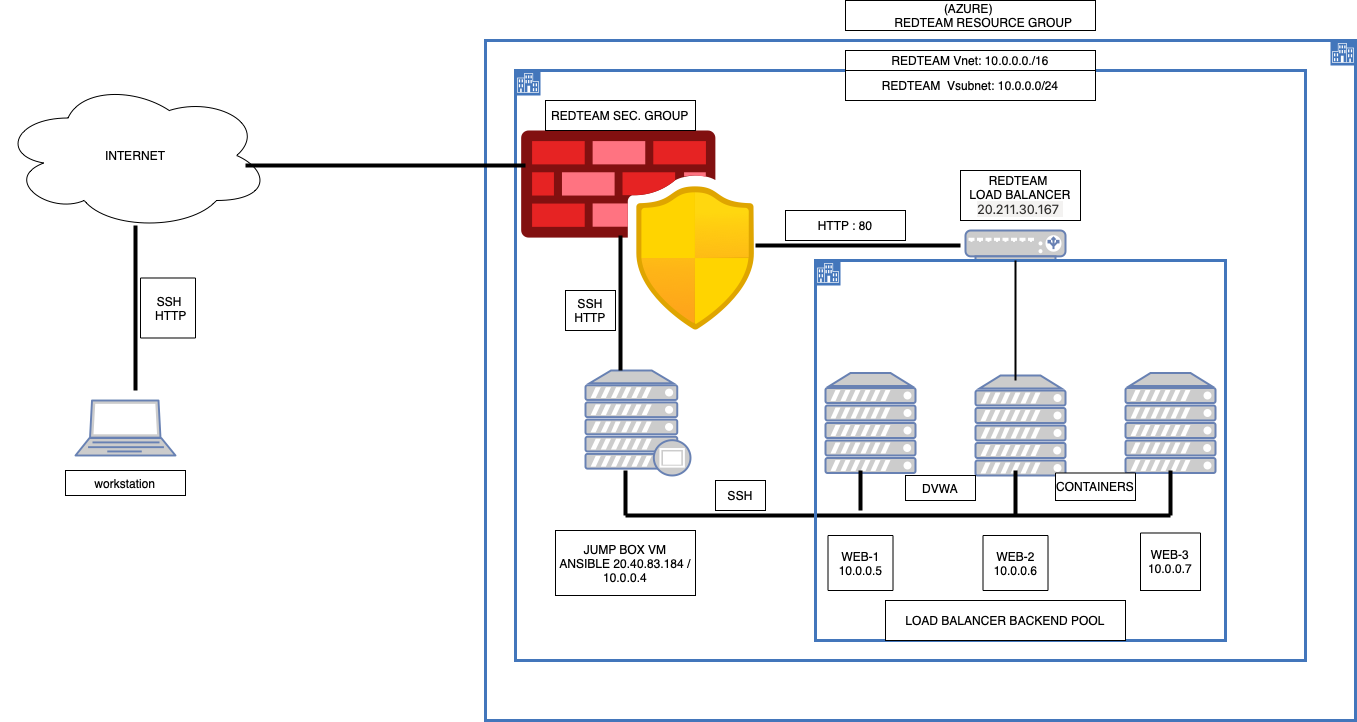 (AZURE)
REDTEAM RESOURCE GROUP
REDTEAM Vnet: 10.0.0.0./16
REDTEAM Vsubnet: 10.0.0.0/24
REDTEAM SEC. GROUP
INTERNET
REDTEAM
LOAD BALANCER
20.211.30.167
HTTP : 80
SSH
HTTP
SSH
HTTP
workstation
SSH
DVWA
CONTAINERS
JUMP BOX VM
ANSIBLE 20.40.83.184 /
10.0.0.4
WEB-1
10.0.0.5
WEB-2
10.0.0.6
WEB-3
10.0.0.7
LOAD BALANCER BACKEND POOL